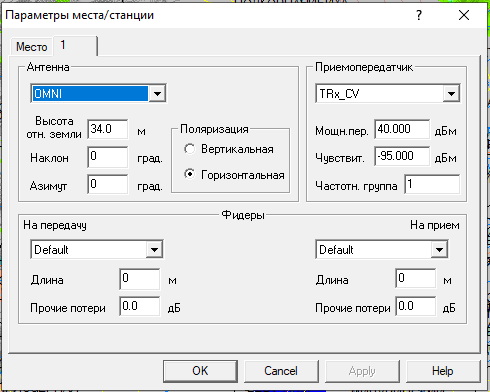 Параметры места/станции ? ×
Место 1
Антенна
OMNI
Высота
отн. земли 34.0 м
Наклон 0 град.
Азимут 0 град.
Поляризация
Вертикальная
Горизонтальная
Приемопередатчик
TRx_CV
Мощн.пер. 40.000 дБм
Чувствит. -95.000 дБм
Частотн. группа 1
Фидеры
На передачу
Default
Длина 0 м
Прочие потери 0.0 дБ
На прием
Default
Длина 0 м
Прочие потери 0.0 дБ
OK Cancel Apply Help